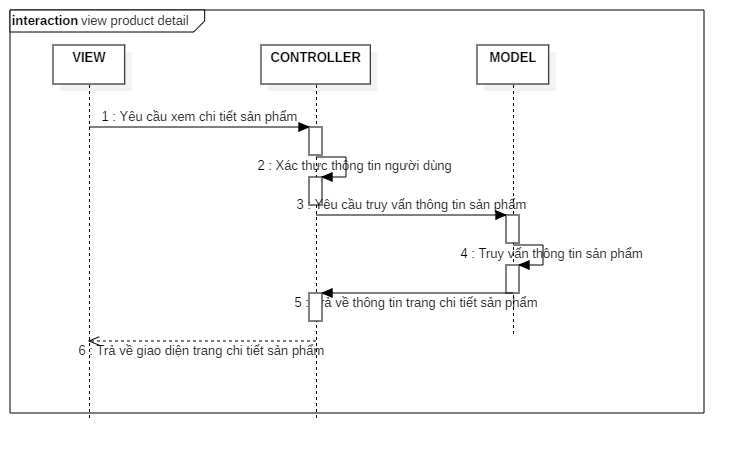 interaction view product detail
VIEW
CONTROLLER
MODEL
1 : Yêu cầu xem chi tiết sản phẩm
2 : Xác thực thông tin người dùng
3 : Yêu cầu truy vấn thông tin sản phẩm
4 : Truy vấn thông tin sản phẩm
5 : Trả về thông tin trang chi tiết sản phẩm
6 : Trả về giao diện trang chi tiết sản phẩm